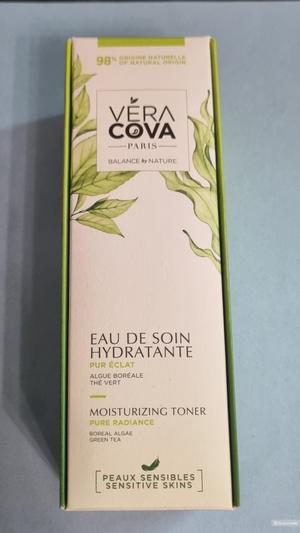 98% ORIGINE NATURELLE
OF NATURAL ORIGIN
VÉRA
COVA
PARIS
BALANCE by NATURE
EAU DE SOIN
HYDRATANTE
PUR ÉCLAT
ALGUE BORÉALE
THÉ VERT
MOISTURIZING TONER
PURE RADIANCE
BOREAL ALGAE
GREEN TEA
[PEAUX SENSIBLES
SENSITIVE SKINS]